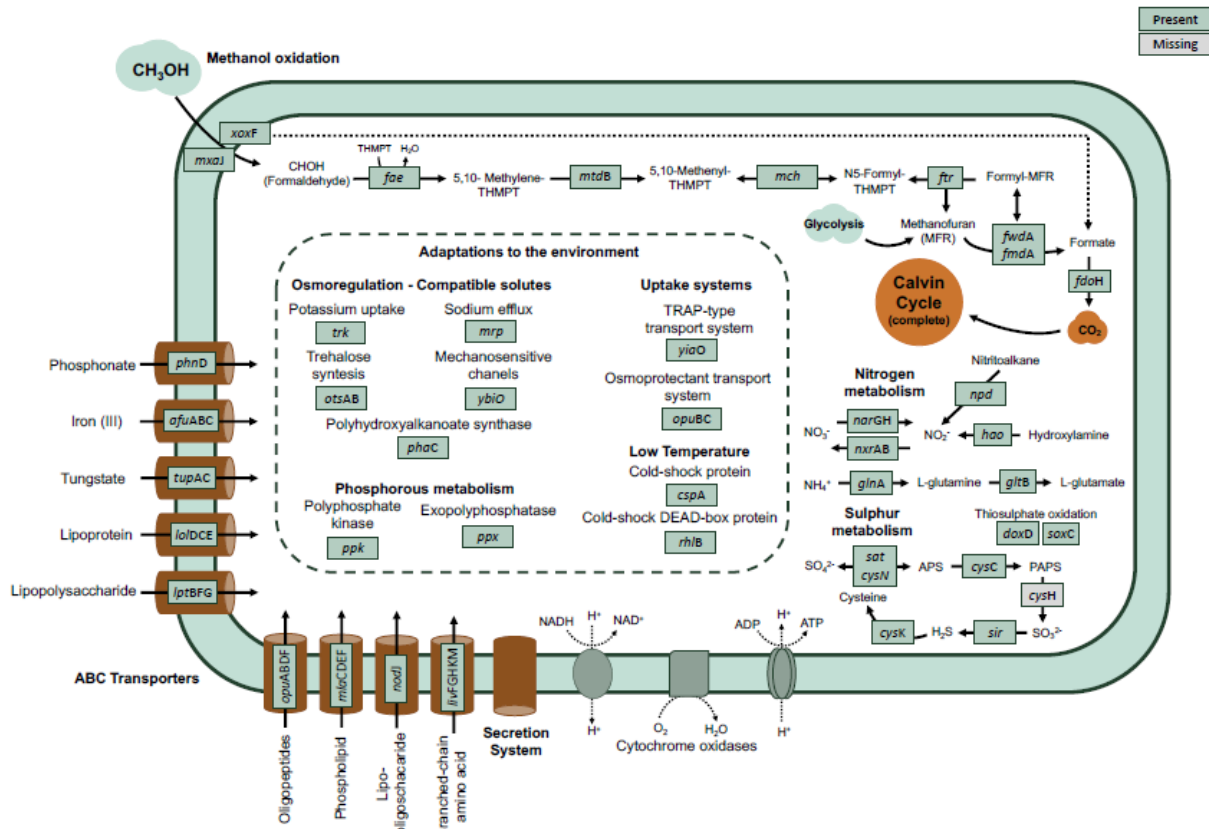 Present
Missing
Methanol oxidation
CH₃OH
xoxF
mxaJ
CHOH
(Formaldehyde)
THMPT
H₂O
fae
5,10- Methylene-
THMPT
mtdB
5,10-Methenyl-
THMPT
mch
N5-Formyl-
THMPT
ftr
Formyl-MFR
Glycolysis
Methanofuran
(MFR)
fwdA
fmdA
Formate
fdoH
CO₂
Calvin
Cycle
(complete)
Adaptations to the environment
Osmoregulation - Compatible solutes
Potassium uptake
trk
Sodium efflux
mrp
Trehalose
syntesis
otsAB
Mechanosensitive
chanels
ybiO
Polyhydroxyalkanoate synthase
phaC
Phosphorous metabolism
Polyphosphate
kinase
ppk
Exopolyphosphatase
ppx
Uptake systems
TRAP-type
transport system
yiaO
Osmoprotectant transport
system
opuBC
Low Temperature
Cold-shock protein
cspA
Cold-shock DEAD-box protein
rhlB
Nitrogen
metabolism
Nitritoalkane
npd
NO₃⁻
narGH
nxrAB
NO₂⁻
hao
Hydroxylamine
NH₄⁺
glnA
L-glutamine
gltB
L-glutamate
Sulphur
metabolism
Thiosulphate oxidation
doxD
soxC
SO₄²⁻
sat
cysN
APS
cysC
PAPS
cysH
SO₃²⁻
sir
H₂S
cysK
Cysteine
Phosphonate
phnD
Iron (III)
afuABC
Tungstate
tupAC
Lipoprotein
lolDCE
Lipopolysaccharide
lptBFG
ABC Transporters
opuABDF
Oligopeptides
mlaCDEF
Phospholipid
nodJ
Lipo-
oligoschacaride
livFGHKM
ranched-chain
amino acid
Secretion
System
NADH
H⁺
NAD⁺
H⁺
O₂
H₂O
Cytochrome oxidases
ADP
H⁺
ATP
H⁺